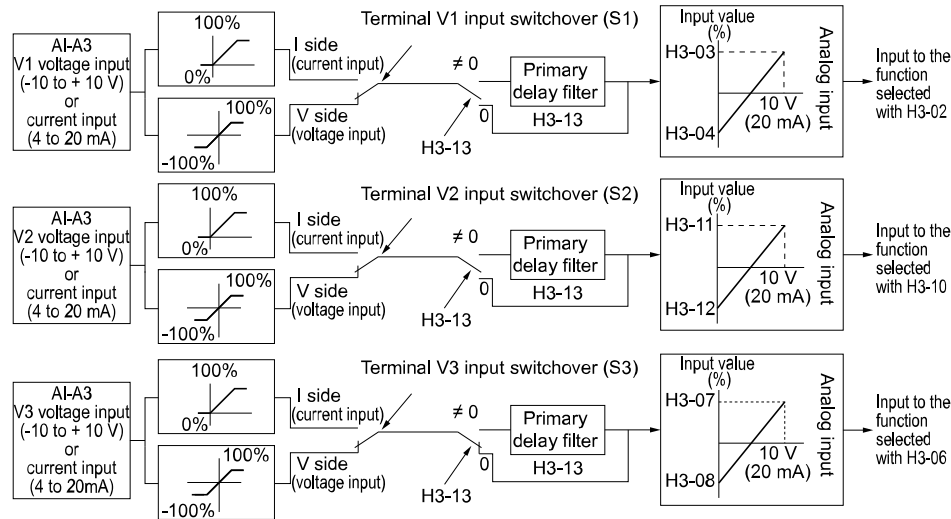 AI-A3
V1 voltage input
(-10 to + 10 V)
or
current input
(4 to 20 mA)
100%
0%
100%
-100%
I side
(current input)
V side
(voltage input)
Terminal V1 input switchover (S1)
≠ 0
0
H3-13
Primary
delay filter
H3-13
Input value
(%)
H3-03
H3-04
10 V
(20 mA)
Analog input
Input to the
function
selected
with H3-02
AI-A3
V2 voltage input
(-10 to + 10 V)
or
current input
(4 to 20 mA)
100%
0%
100%
-100%
I side
(current input)
V side
(voltage input)
Terminal V2 input switchover (S2)
≠ 0
0
H3-13
Primary
delay filter
H3-13
Input value
(%)
H3-11
H3-12
10 V
(20 mA)
Analog input
Input to the
function
selected
with H3-10
AI-A3
V3 voltage input
(-10 to + 10 V)
or
current input
(4 to 20mA)
100%
0%
100%
-100%
I side
(current input)
V side
(voltage input)
Terminal V3 input switchover (S3)
≠ 0
0
H3-13
Primary
delay filter
H3-13
Input value
(%)
H3-07
H3-08
10 V
(20 mA)
Analog input
Input to the
function
selected
with H3-06